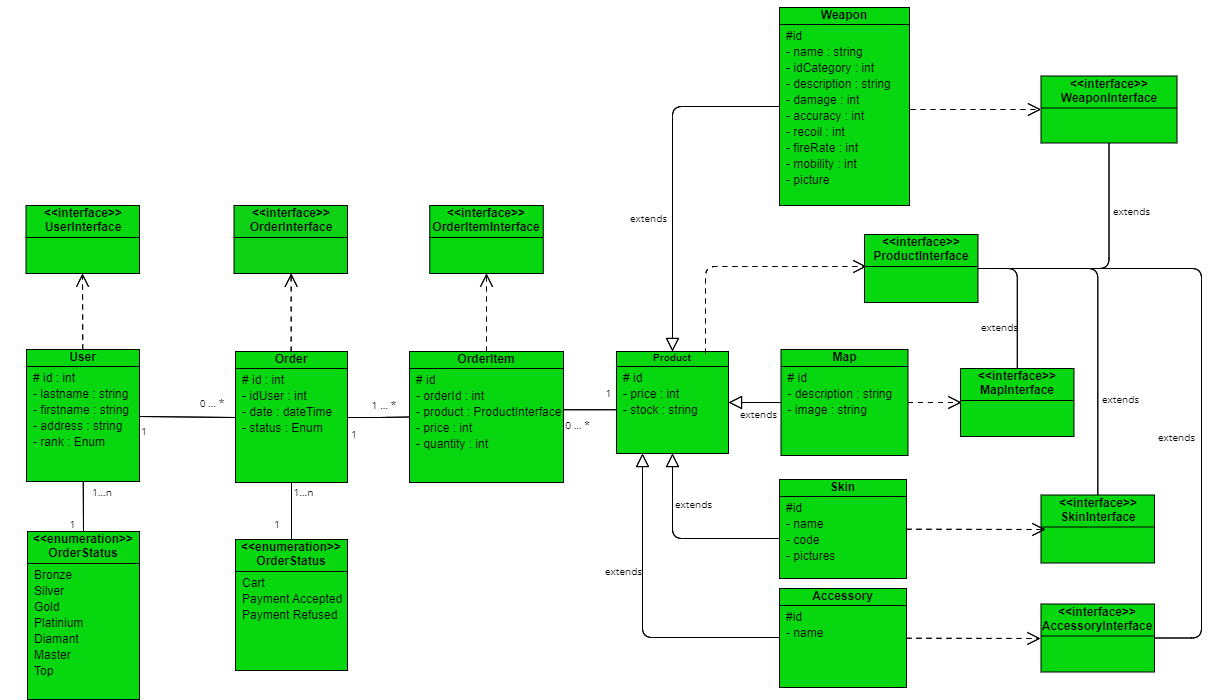 Weapon
#id
- name : string
- idCategory : int
- description : string
- damage : int
- accuracy : int
- recoil : int
- fireRate : int
- mobility : int
- picture
<<interface>>
WeaponInterface
extends
extends
<<interface>>
UserInterface
<<interface>>
OrderInterface
<<interface>>
OrderItemInterface
<<interface>>
ProductInterface
extends
User
# id : int
- lastname : string
- firstname : string
- address : string
- rank : Enum
0 ... *
1
Order
# id : int
- idUser : int
- date : dateTime
- status : Enum
1 ... *
1
OrderItem
# id
- orderId : int
- product : ProductInterface
- price : int
- quantity : int
1
0 ... *
Product
# id
- price : int
- stock : string
extends
Map
# id
- description : string
- image : string
<<interface>>
MapInterface
extends
extends
1...n
1
1...n
1
<<enumeration>>
OrderStatus
Bronze
Silver
Gold
Platinium
Diamant
Master
Top
<<enumeration>>
OrderStatus
Cart
Payment Accepted
Payment Refused
extends
extends
Skin
#id
- name
- code
- pictures
<<interface>>
SkinInterface
Accessory
#id
- name
<<interface>>
AccessoryInterface